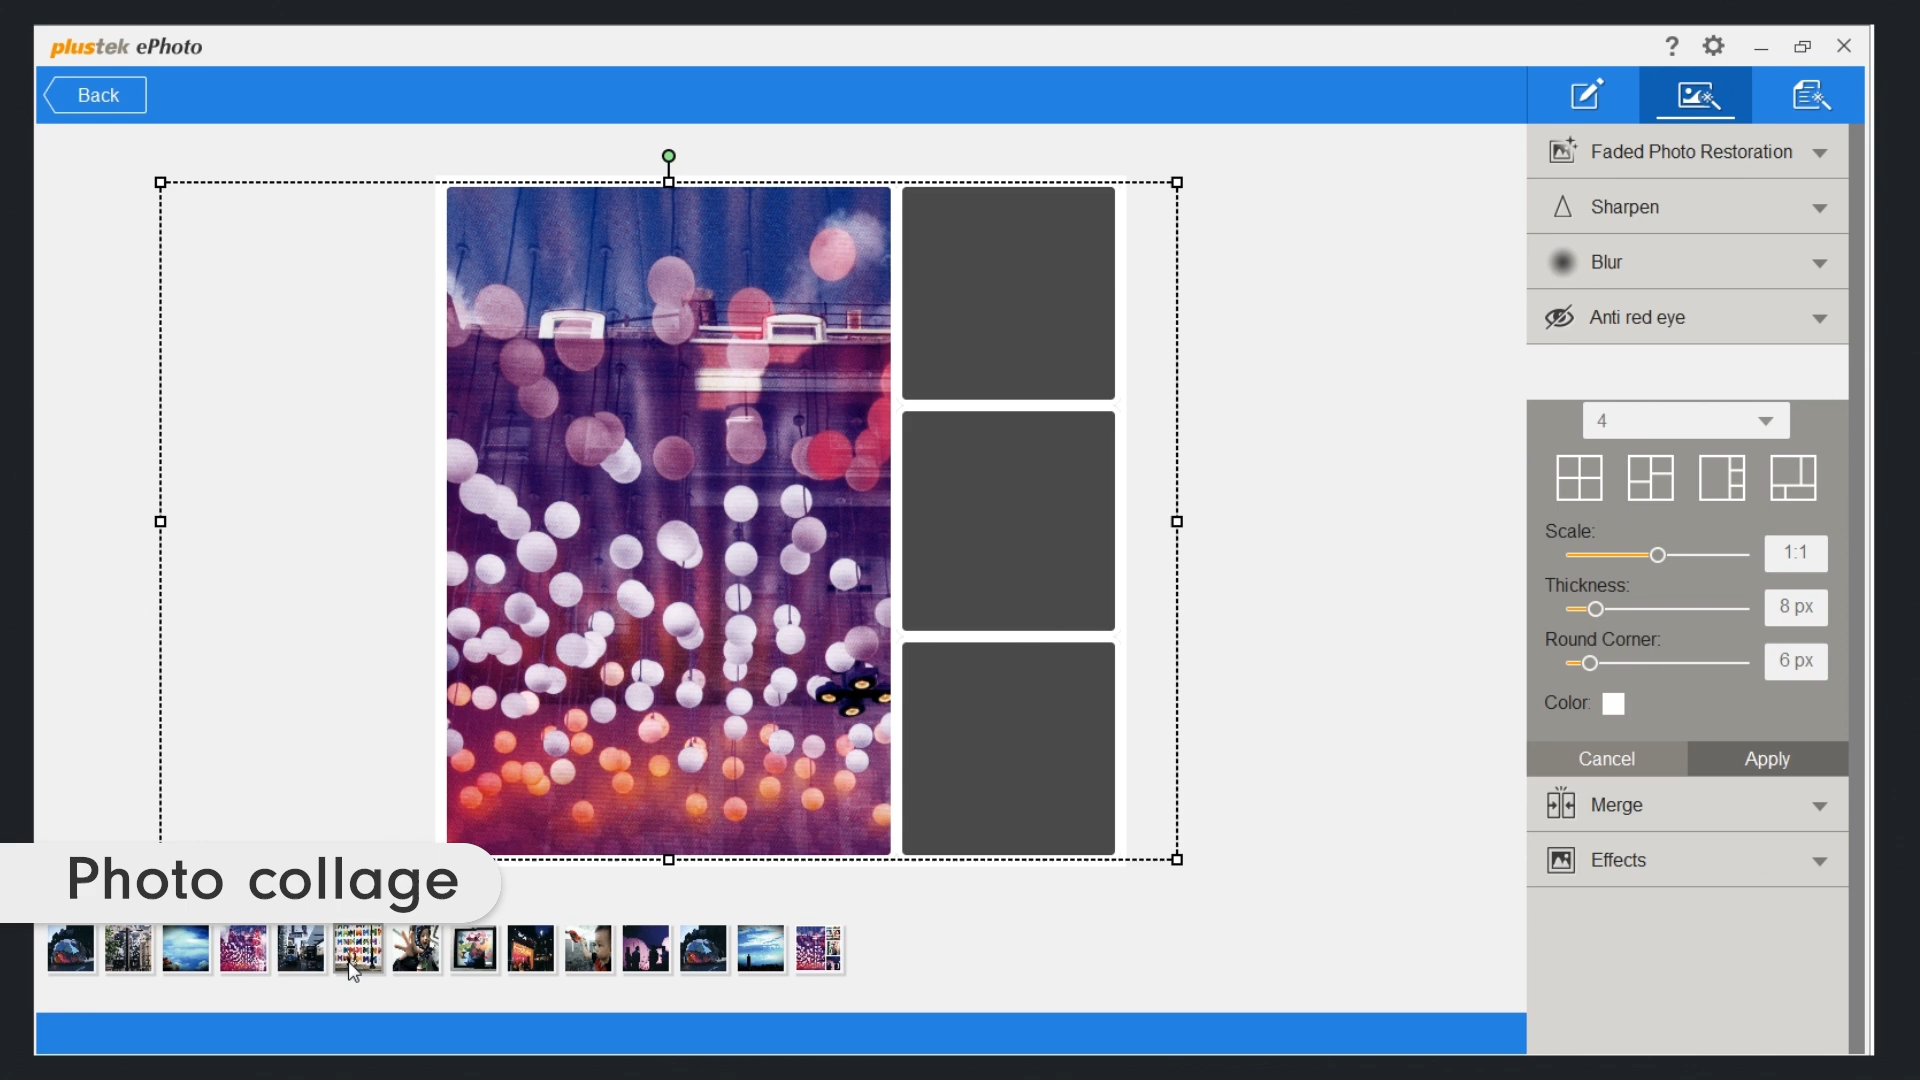 plustek ePhoto
?
Back
Faded Photo Restoration
Sharpen
Blur
Anti red eye
4
Scale:
1:1
Thickness:
8 px
Round Corner:
6 px
Color:
Cancel
Apply
Merge
Effects
Photo collage